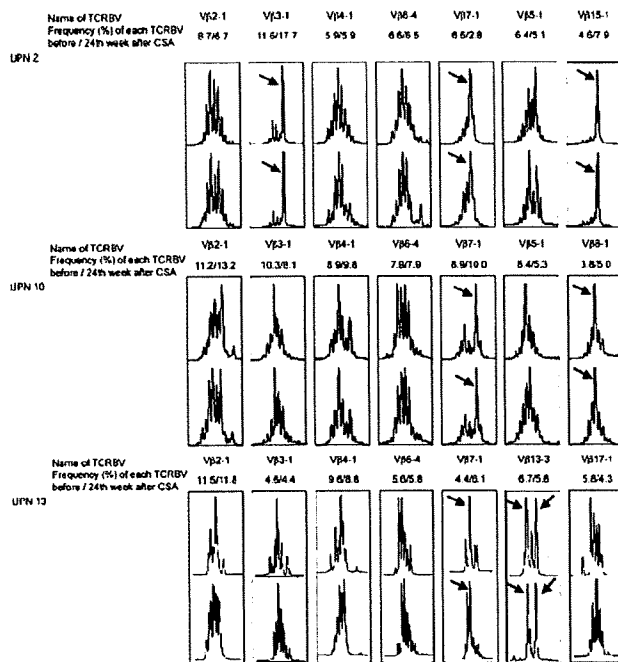 Name of TCRBV Vβ2-1 Vβ3-1 Vβ4-1 Vβ6-4 Vβ7-1 Vβ5-1 Vβ15-1
Frequency (%) of each TCRBV
before / 24th week after CSA 8.7/6.7 11.6/17.7 5.9/5.9 6.6/6.5 6.6/2.8 6.4/5.1 4.6/7.9
UPN 2
Name of TCRBV Vβ2-1 Vβ3-1 Vβ4-1 Vβ6-4 Vβ7-1 Vβ5-1 Vβ8-1
Frequency (%) of each TCRBV
before / 24th week after CSA 11.2/13.2 10.3/8.1 8.9/9.8 7.8/7.9 8.9/10.0 8.4/5.3 3.8/5.0
UPN 10
Name of TCRBV Vβ2-1 Vβ3-1 Vβ4-1 Vβ6-4 Vβ7-1 Vβ13-3 Vβ17-1
Frequency (%) of each TCRBV
before / 24th week after CSA 11.5/11.8 4.6/4.4 9.6/8.8 5.6/5.8 4.4/6.1 6.7/5.8 5.8/4.3
UPN 13